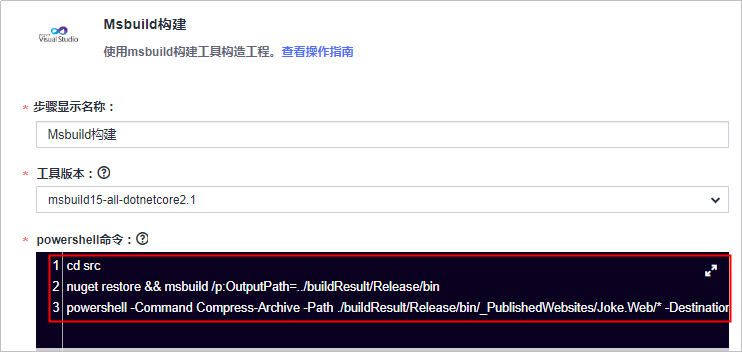 Msbuild构建
Visual Studio
使用msbuild构建工具构造工程。查看操作指南
* 步骤显示名称：
Msbuild构建
* 工具版本：?
msbuild15-all-dotnetcore2.1
* powershell命令：?
1 cd src
2 nuget restore && msbuild /p:OutputPath=../buildResult/Release/bin
3 powershell -Command Compress-Archive -Path ./buildResult/Release/bin/_PublishedWebsites/Joke.Web/* -Destination